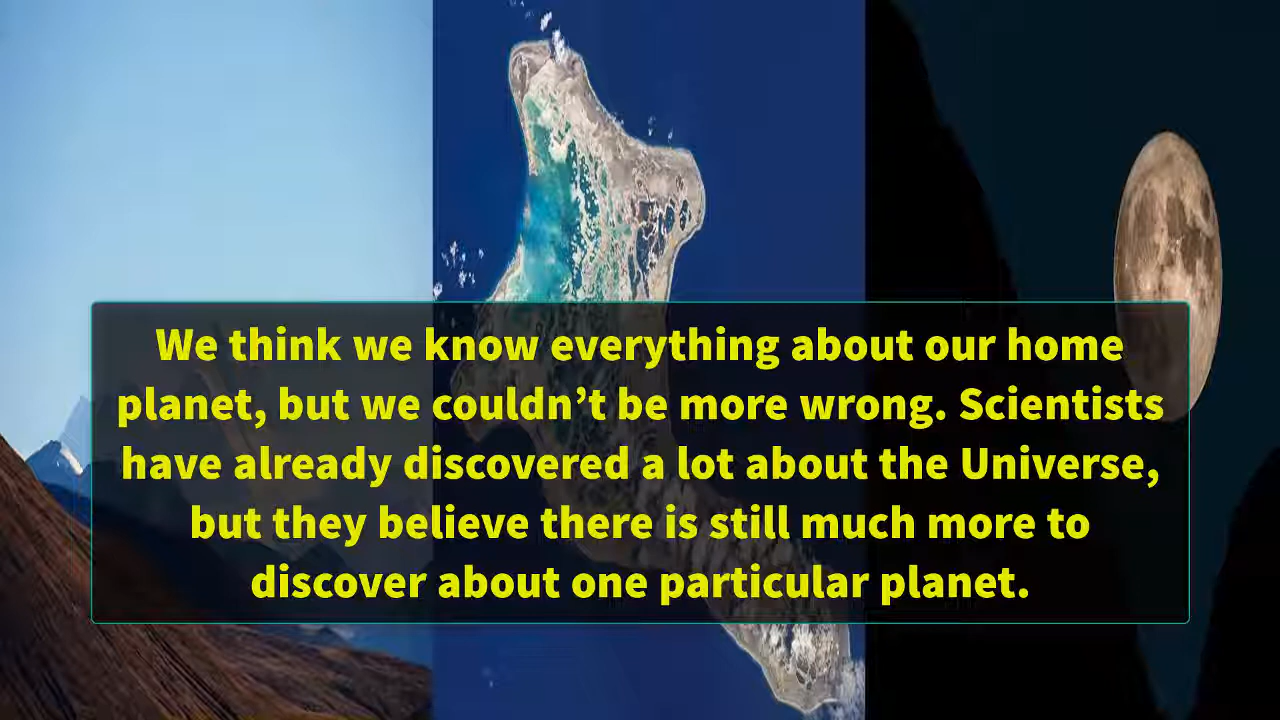 We think we know everything about our home
planet, but we couldn’t be more wrong. Scientists
have already discovered a lot about the Universe,
but they believe there is still much more to
discover about one particular planet.